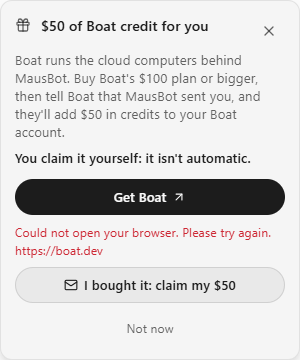 $50 of Boat credit for you
Boat runs the cloud computers behind
MausBot. Buy Boat's $100 plan or bigger,
then tell Boat that MausBot sent you, and
they'll add $50 in credits to your Boat
account.
You claim it yourself: it isn't automatic.
Get Boat
Could not open your browser. Please try again.
https://boat.dev
I bought it: claim my $50
Not now